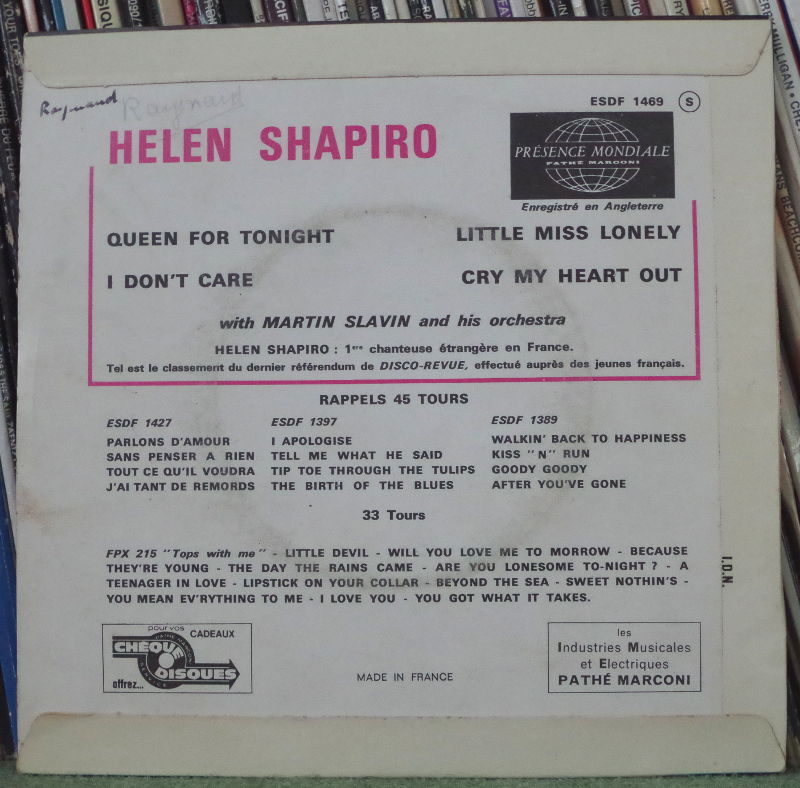 MULLIGAN
Raynaud
Raynaud
ESDF 1469 S
HELEN SHAPIRO
PRÉSENCE MONDIALE
PATHÉ MARCONI
Enregistré en Angleterre
QUEEN FOR TONIGHT
LITTLE MISS LONELY
I DON'T CARE
CRY MY HEART OUT
with MARTIN SLAVIN and his orchestra
HELEN SHAPIRO : 1ère chanteuse étrangère en France.
Tel est le classement du dernier référendum de DISCO-REVUE, effectué auprès des jeunes français.
RAPPELS 45 TOURS
ESDF 1427
PARLONS D'AMOUR
SANS PENSER A RIEN
TOUT CE QU'IL VOUDRA
J'AI TANT DE REMORDS
ESDF 1397
I APOLOGISE
TELL ME WHAT HE SAID
TIP TOE THROUGH THE TULIPS
THE BIRTH OF THE BLUES
ESDF 1389
WALKIN' BACK TO HAPPINESS
KISS "N" RUN
GOODY GOODY
AFTER YOU'VE GONE
33 Tours
FPX 215 "Tops with me" - LITTLE DEVIL - WILL YOU LOVE ME TO MORROW - BECAUSE
THEY'RE YOUNG - THE DAY THE RAINS CAME - ARE YOU LONESOME TO-NIGHT ? - A
TEENAGER IN LOVE - LIPSTICK ON YOUR COLLAR - BEYOND THE SEA - SWEET NOTHIN'S -
YOU MEAN EV'RYTHING TO ME - I LOVE YOU - YOU GOT WHAT IT TAKES.
I.D.N.
pour vos CADEAUX
PATHÉ MARCONI
CHÈQUE
DISQUES
offrez...
MADE IN FRANCE
les
Industries Musicales
et Electriques
PATHÉ MARCONI